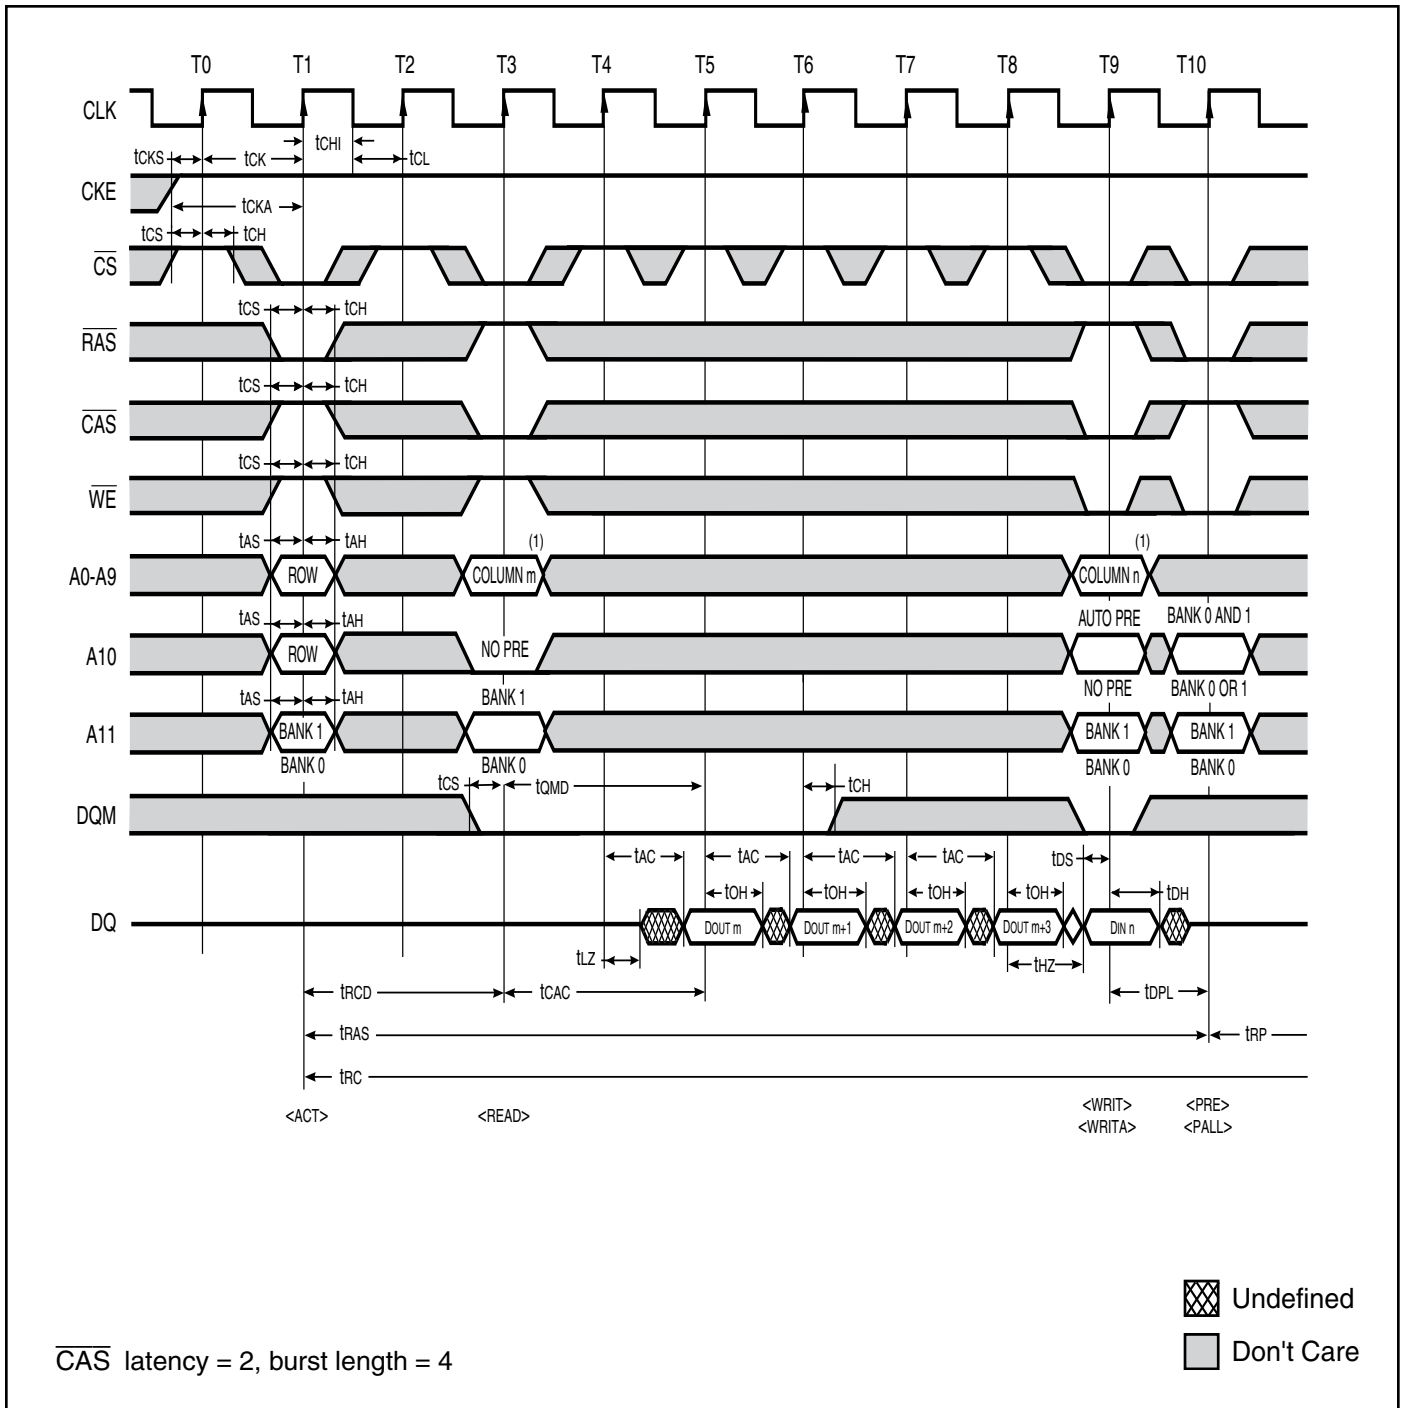 T0 T1 T2 T3 T4 T5 T6 T7 T8 T9 T10
CLK
tCHI
tCKS tCK tCL
CKE
tCKA
tCS tCH
CS
tCS tCH
RAS
tCS tCH
CAS
tCS tCH
WE
tAS tAH (1) (1)
A0-A9 ROW COLUMN m COLUMN n
tAS tAH AUTO PRE BANK 0 AND 1
A10 ROW NO PRE
tAS tAH BANK 1 NO PRE BANK 0 OR 1
A11 BANK 1 BANK 1 BANK 1
BANK 0 BANK 0 BANK 0 BANK 0
tCS tQMD tCH
DQM
tAC tAC tAC tAC tDS
tOH tOH tOH tOH tDH
DQ DOUT m DOUT m+1 DOUT m+2 DOUT m+3 DIN n
tLZ tHZ
tRCD tCAC tDPL
tRAS tRP
tRC
<ACT> <READ> <WRIT> <PRE>
<WRITA> <PALL>
Undefined
Don't Care
CAS latency = 2, burst length = 4